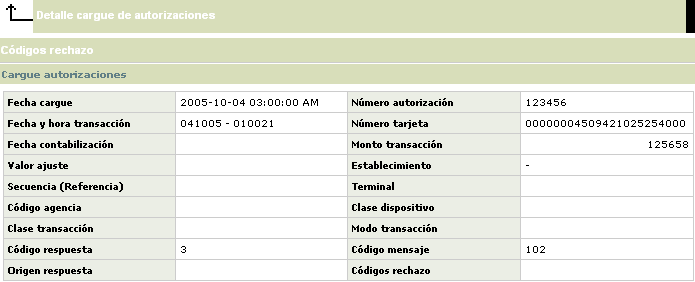 Detalle cargue de autorizaciones
Códigos rechazo
Cargue autorizaciones
Fecha cargue 2005-10-04 03:00:00 AM Número autorización 123456
Fecha y hora transacción 041005 - 010021 Número tarjeta 00000004509421025254000
Fecha contabilización Monto transacción 125658
Valor ajuste Establecimiento -
Secuencia (Referencia) Terminal
Código agencia Clase dispositivo
Clase transacción Modo transacción
Código respuesta 3 Código mensaje 102
Origen respuesta Códigos rechazo